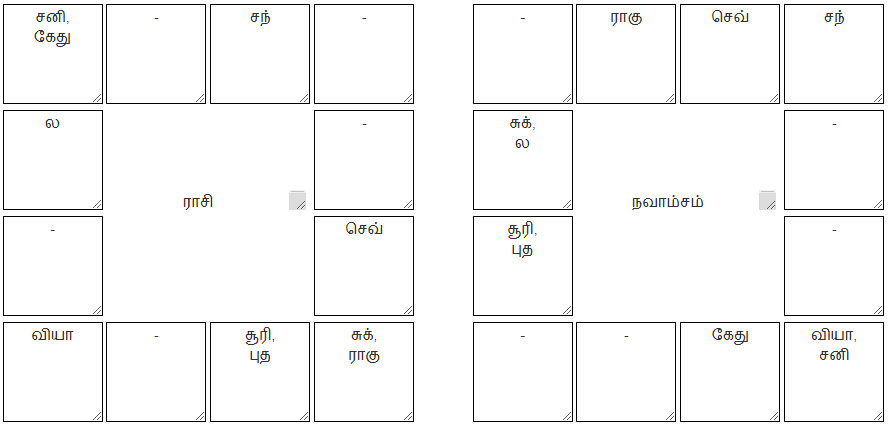 சனி,
கேது
-
சந்
-
ல
-
ராசி
-
செவ்
வியா
-
சூரி,
புத
சுக்,
ராகு
-
ராகு
செவ்
சந்
சுக்,
ல
-
நவாம்சம்
சூரி,
புத
-
-
-
கேது
வியா,
சனி